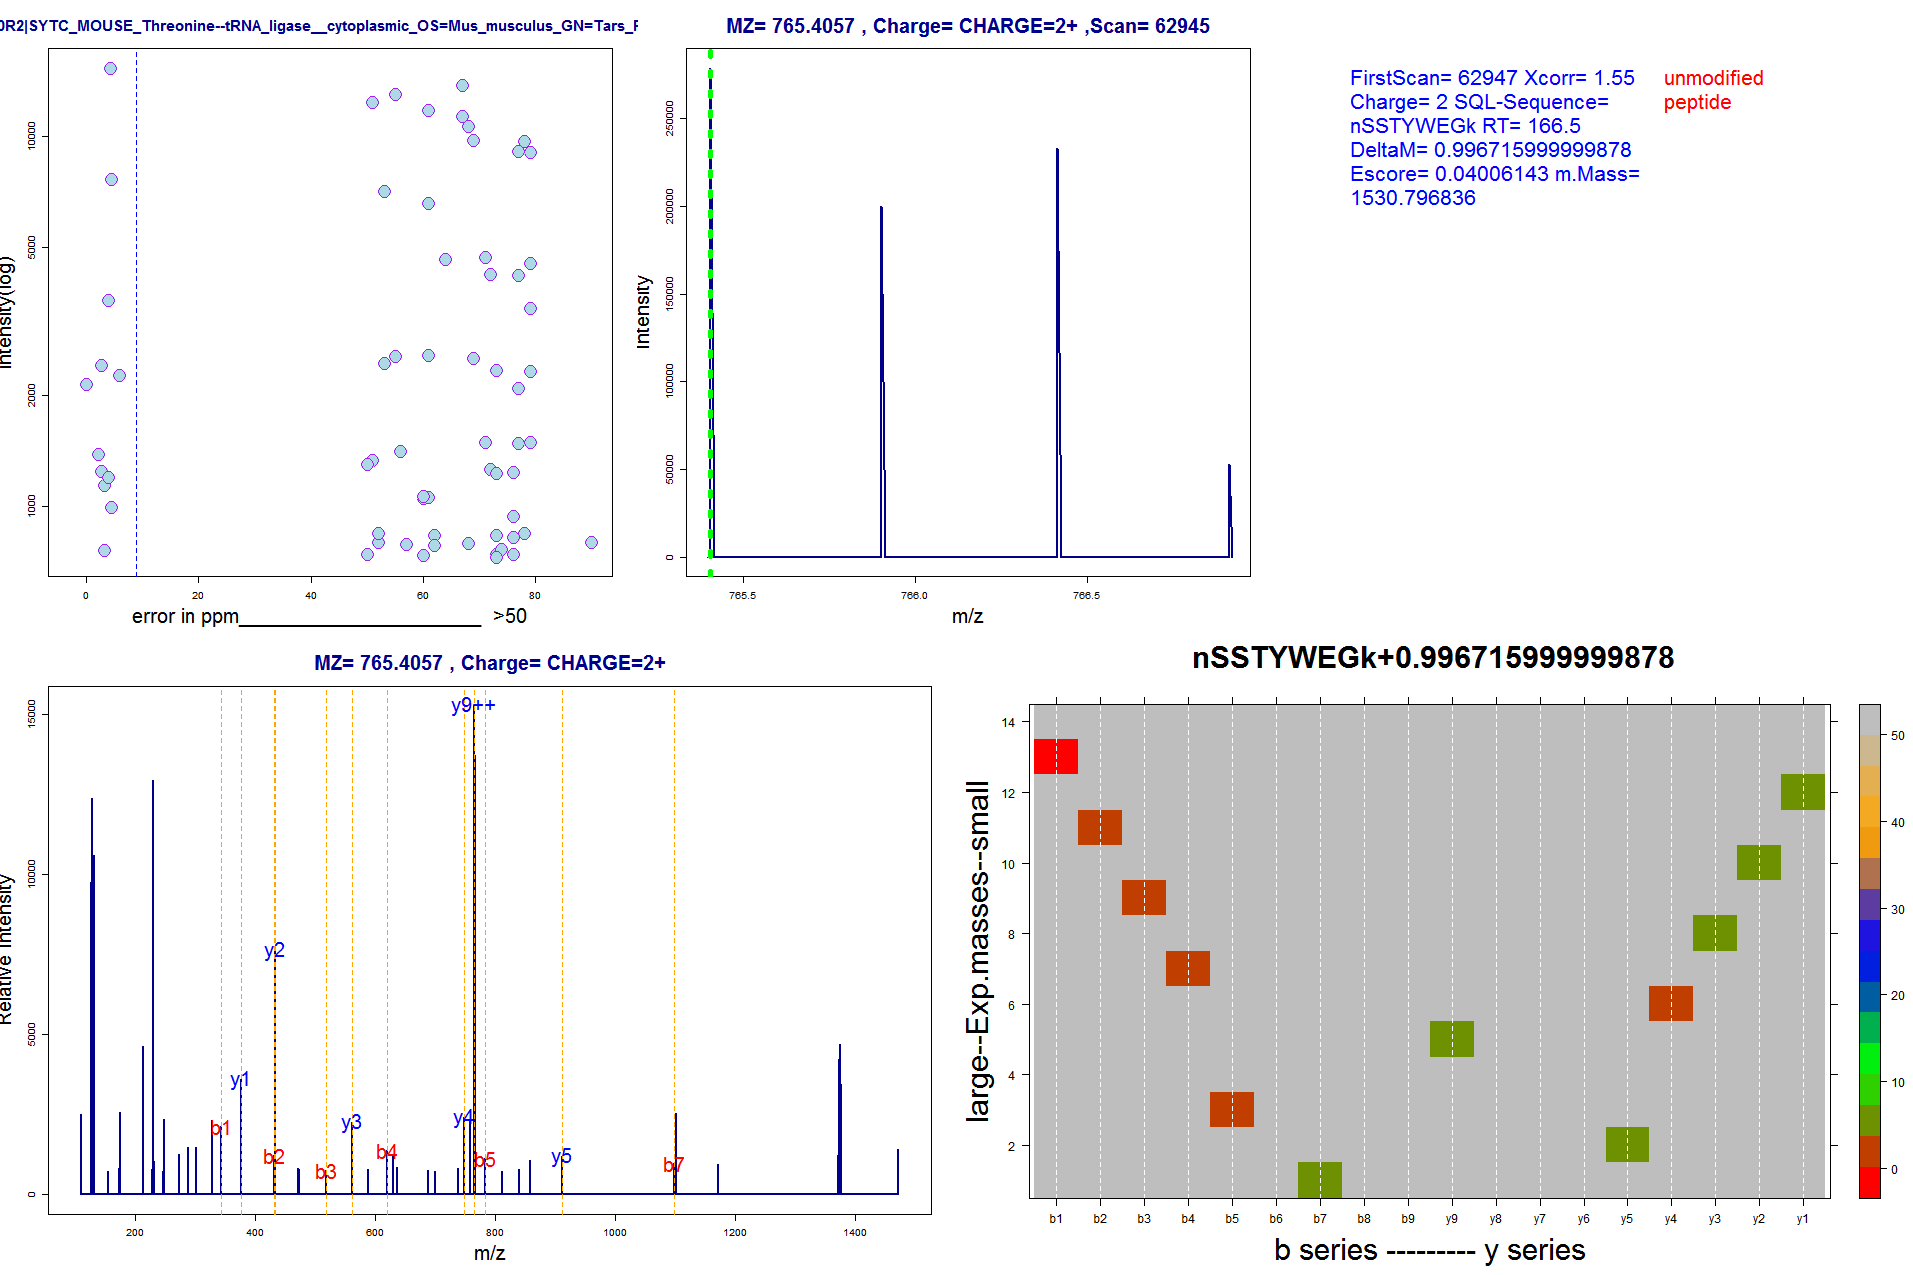 0R2|SYTC_MOUSE_Threonine--tRNA_ligase__cytoplasmic_OS=Mus_musculus_GN=Tars_F
Intensity(log)
1000
2000
5000
10000
0 20 40 60 80
error in ppm_______________________ >50
MZ= 765.4057 , Charge= CHARGE=2+ ,Scan= 62945
Intensity
0
50000
100000
150000
200000
250000
765.5 766.0 766.5
m/z
FirstScan= 62947 Xcorr= 1.55
Charge= 2 SQL-Sequence=
nSSTYWEGk RT= 166.5
DeltaM= 0.996715999999878
Escore= 0.04006143 m.Mass=
1530.796836
unmodified
peptide
MZ= 765.4057 , Charge= CHARGE=2+
Relative Intensity
0
5000
10000
15000
y9++
y2
y1
b1
y3
y4
b2
b3
b4
b5
y5
b7
200 400 600 800 1000 1200 1400
m/z
nSSTYWEGk+0.996715999999878
large--Exp.masses--small
14
12
10
8
6
4
2
b1 b2 b3 b4 b5 b6 b7 b8 b9 y9 y8 y7 y6 y5 y4 y3 y2 y1
b series --------- y series
50
40
30
20
10
0